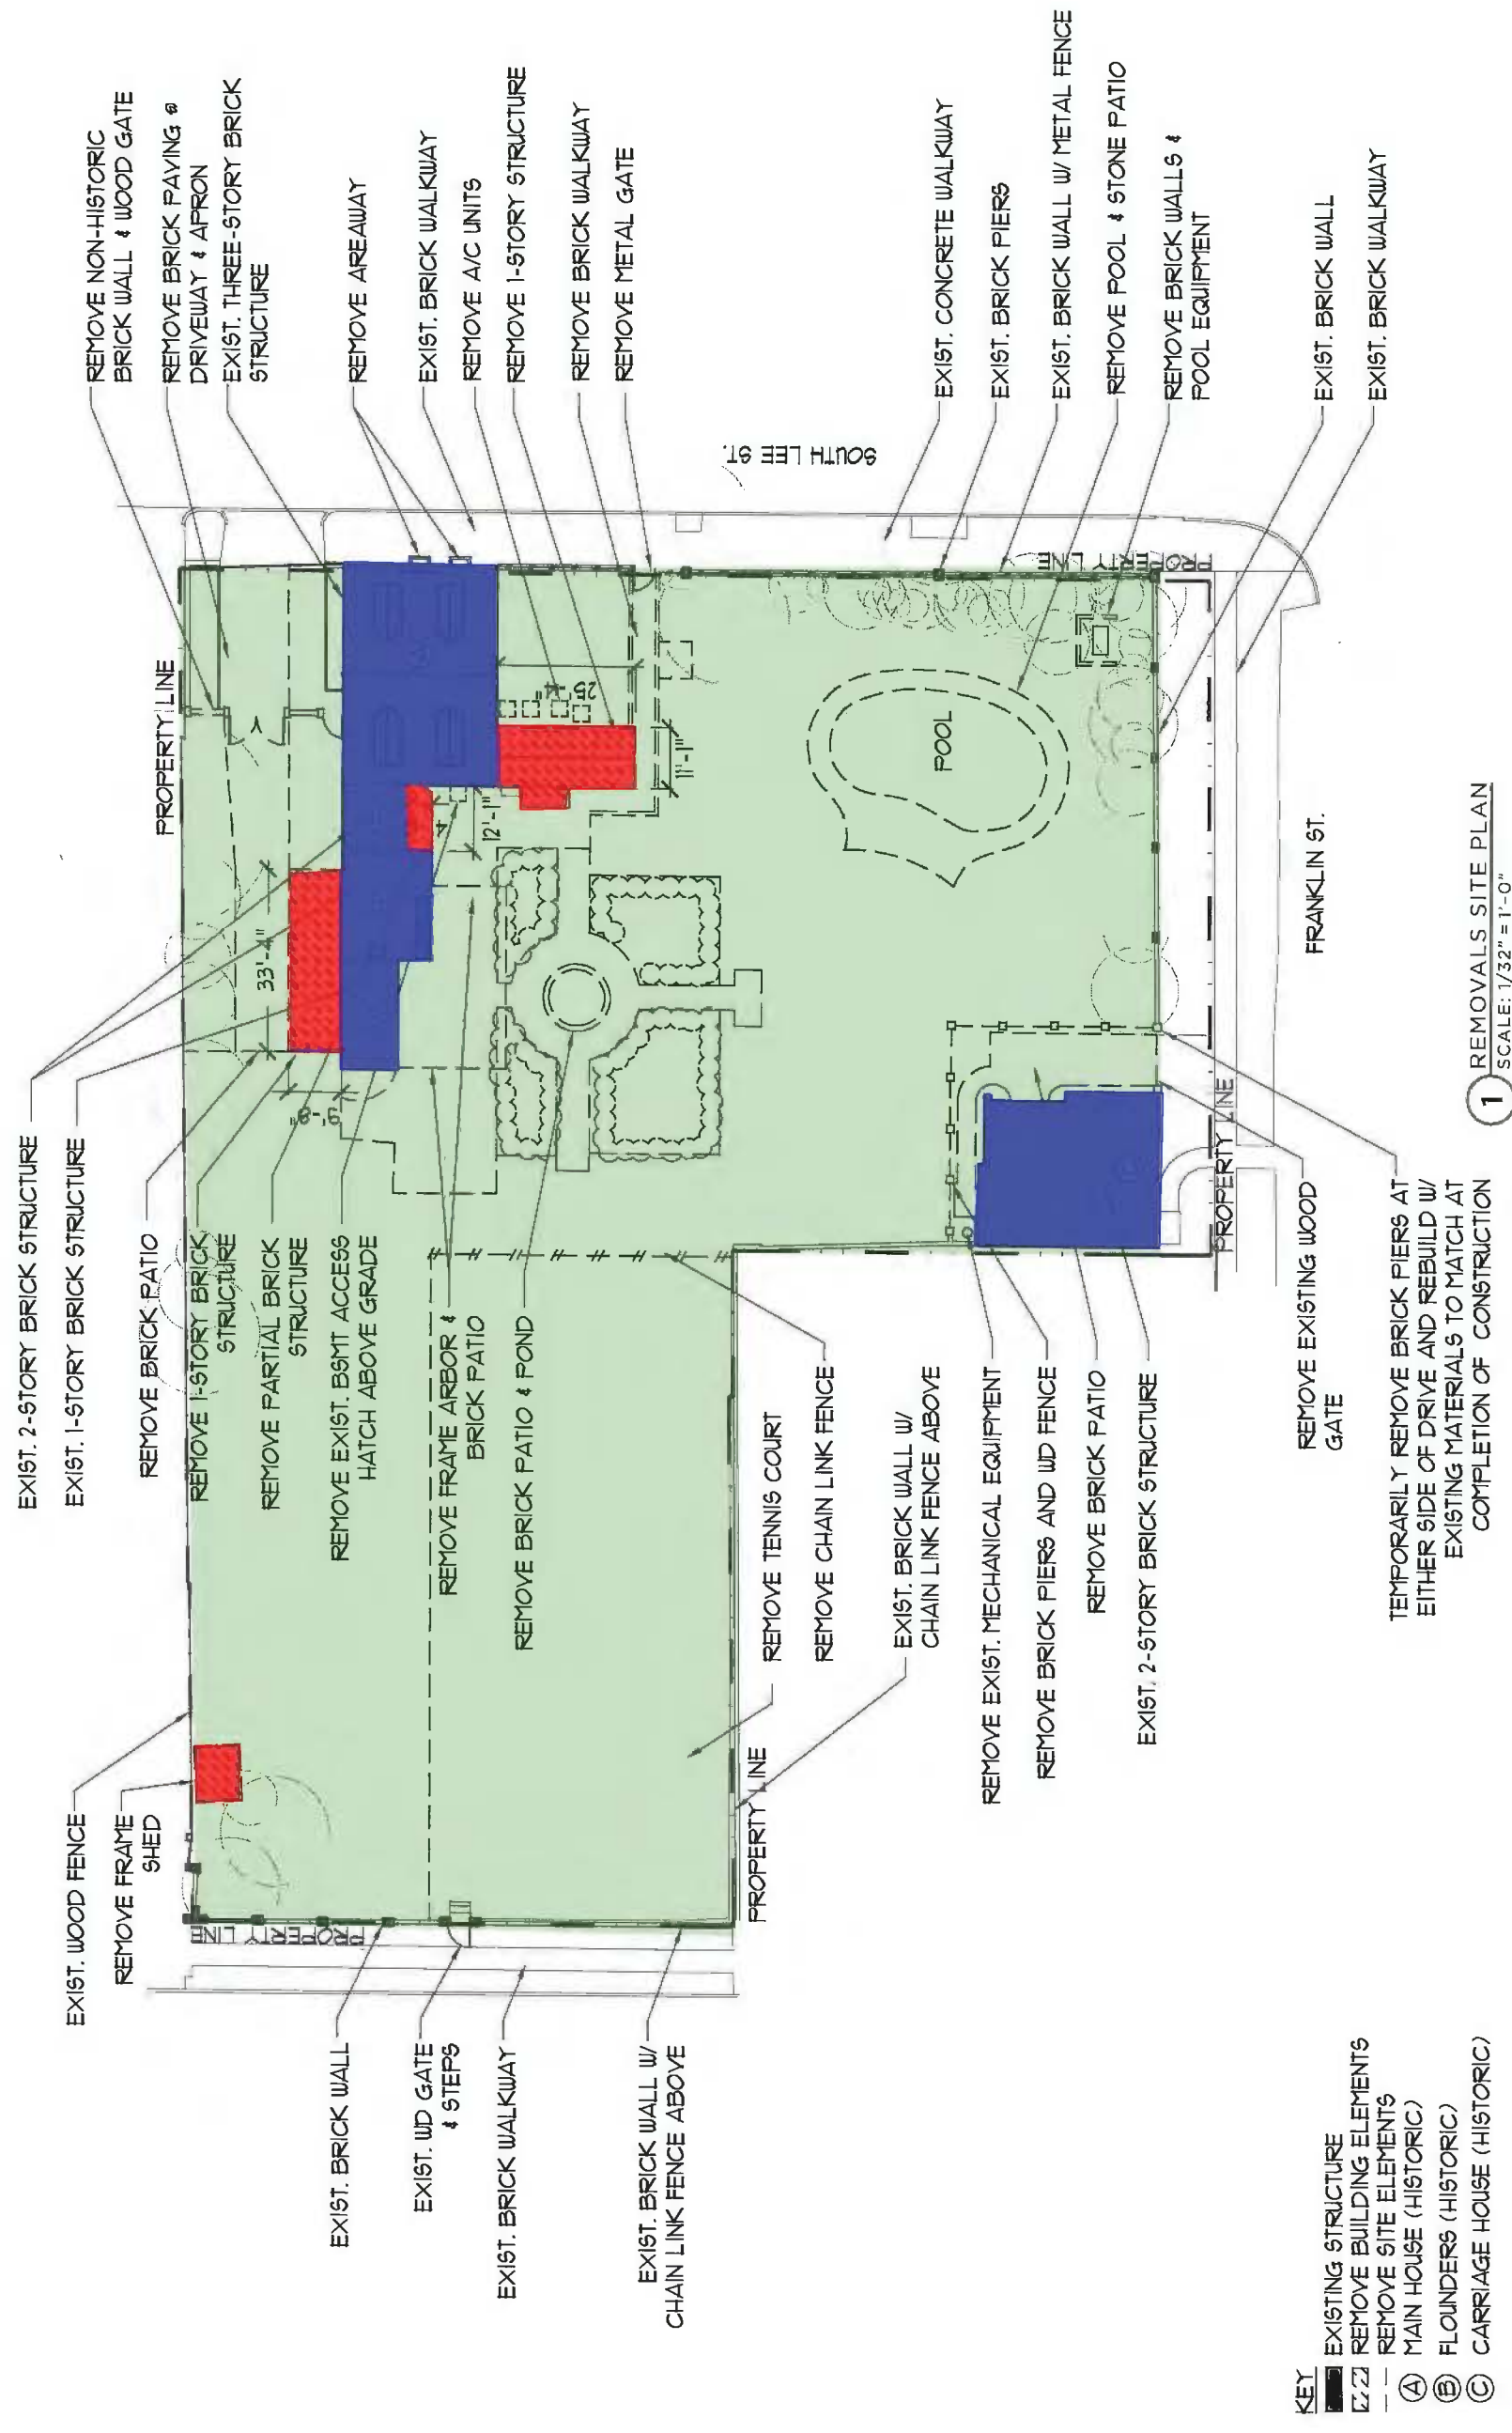 EXIST. 2-STORY BRICK STRUCTURE
EXIST. 1-STORY BRICK STRUCTURE
REMOVE BRICK PATIO
REMOVE 1-STORY BRICK
STRUCTURE
REMOVE PARTIAL BRICK
STRUCTURE
REMOVE EXIST. BSMT ACCESS
HATCH ABOVE GRADE
REMOVE FRAME ARBOR &
BRICK PATIO
REMOVE BRICK PATIO & POND
EXIST. WOOD FENCE
REMOVE FRAME
SHED
EXIST. BRICK WALL
EXIST. WD GATE
& STEPS
EXIST. BRICK WALKWAY
EXIST. BRICK WALL W/
CHAIN LINK FENCE ABOVE
REMOVE TENNIS COURT
REMOVE CHAIN LINK FENCE
EXIST. BRICK WALL W/
CHAIN LINK FENCE ABOVE
REMOVE EXIST. MECHANICAL EQUIPMENT
REMOVE BRICK PIERS AND WD FENCE
REMOVE BRICK PATIO
EXIST. 2-STORY BRICK STRUCTURE
REMOVE EXISTING WOOD
GATE
TEMPORARILY REMOVE BRICK PIERS AT
EITHER SIDE OF DRIVE AND REBUILD W/
EXISTING MATERIALS TO MATCH AT
COMPLETION OF CONSTRUCTION
REMOVE NON-HISTORIC
BRICK WALL & WOOD GATE
REMOVE BRICK PAVING @
DRIVEWAY & APRON
EXIST. THREE-STORY BRICK
STRUCTURE
REMOVE AREAWAY
EXIST. BRICK WALKWAY
REMOVE A/C UNITS
REMOVE 1-STORY STRUCTURE
REMOVE BRICK WALKWAY
REMOVE METAL GATE
EXIST. CONCRETE WALKWAY
EXIST. BRICK PIERS
EXIST. BRICK WALL W/ METAL FENCE
REMOVE POOL & STONE PATIO
REMOVE BRICK WALLS &
POOL EQUIPMENT
EXIST. BRICK WALL
EXIST. BRICK WALKWAY
PROPERTY LINE
PROPERTY LINE
PROPERTY LINE
PROPERTY LINE
PROPERTY LINE
SOUTH LEE ST.
FRANKLIN ST.
POOL
33'-4"
9'-8"
12'-1"
4
25'-4"
11'-1"
1 REMOVALS SITE PLAN
SCALE: 1/32" = 1'-0"
KEY
EXISTING STRUCTURE
REMOVE BUILDING ELEMENTS
REMOVE SITE ELEMENTS
A MAIN HOUSE (HISTORIC)
B FLOUNDERS (HISTORIC)
C CARRIAGE HOUSE (HISTORIC)